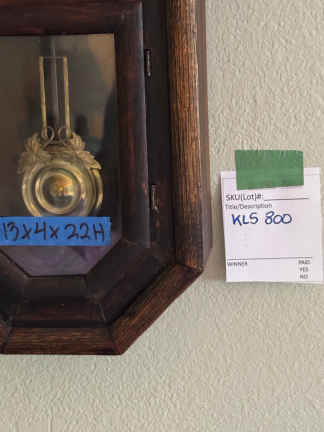 13x4x22H
SKU(Lot)#:
Title/Description
KLS 800
WINNER
PAID
YES
NO